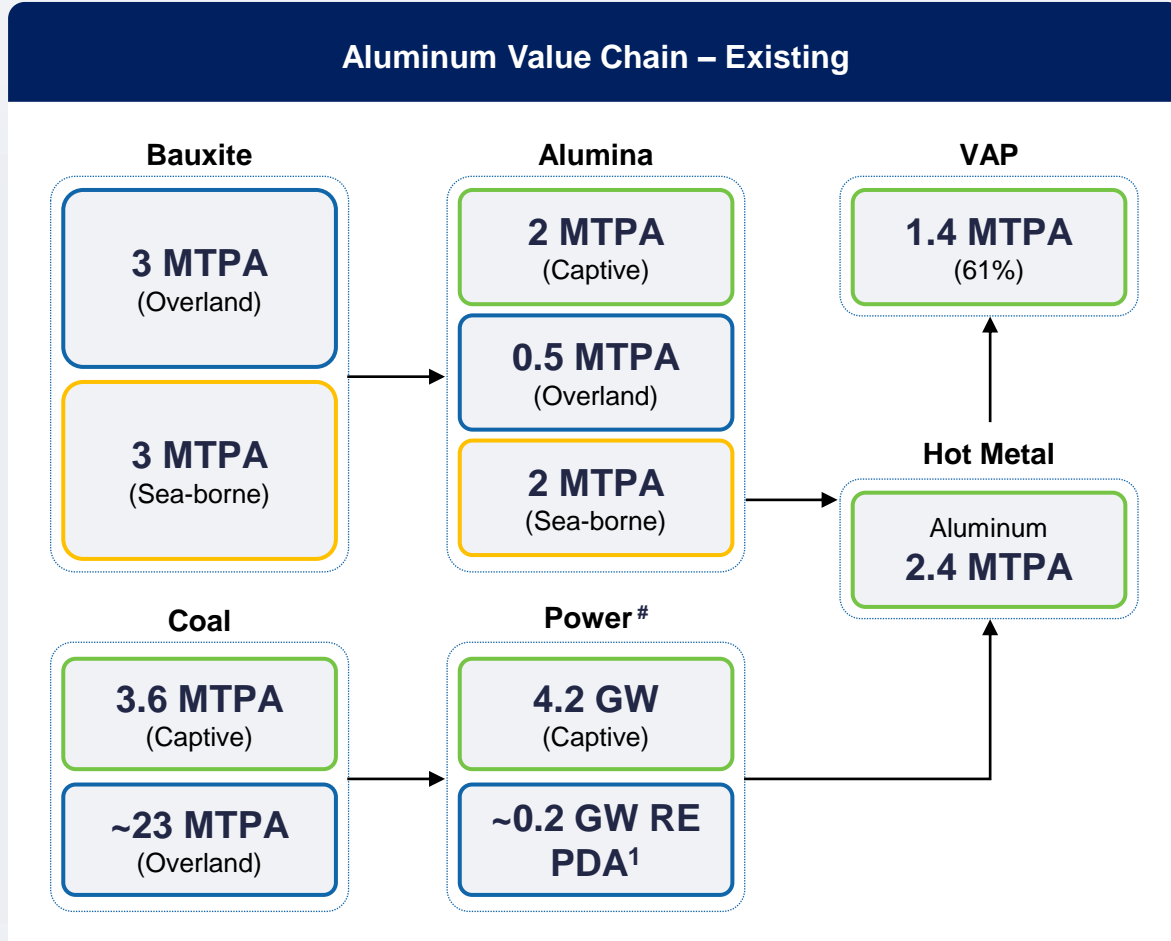 Aluminum Value Chain – Existing
Bauxite
3 MTPA
(Overland)
3 MTPA
(Sea-borne)
Alumina
2 MTPA
(Captive)
0.5 MTPA
(Overland)
2 MTPA
(Sea-borne)
VAP
1.4 MTPA
(61%)
Hot Metal
Aluminum
2.4 MTPA
Coal
3.6 MTPA
(Captive)
~23 MTPA
(Overland)
Power #
4.2 GW
(Captive)
~0.2 GW RE
PDA¹